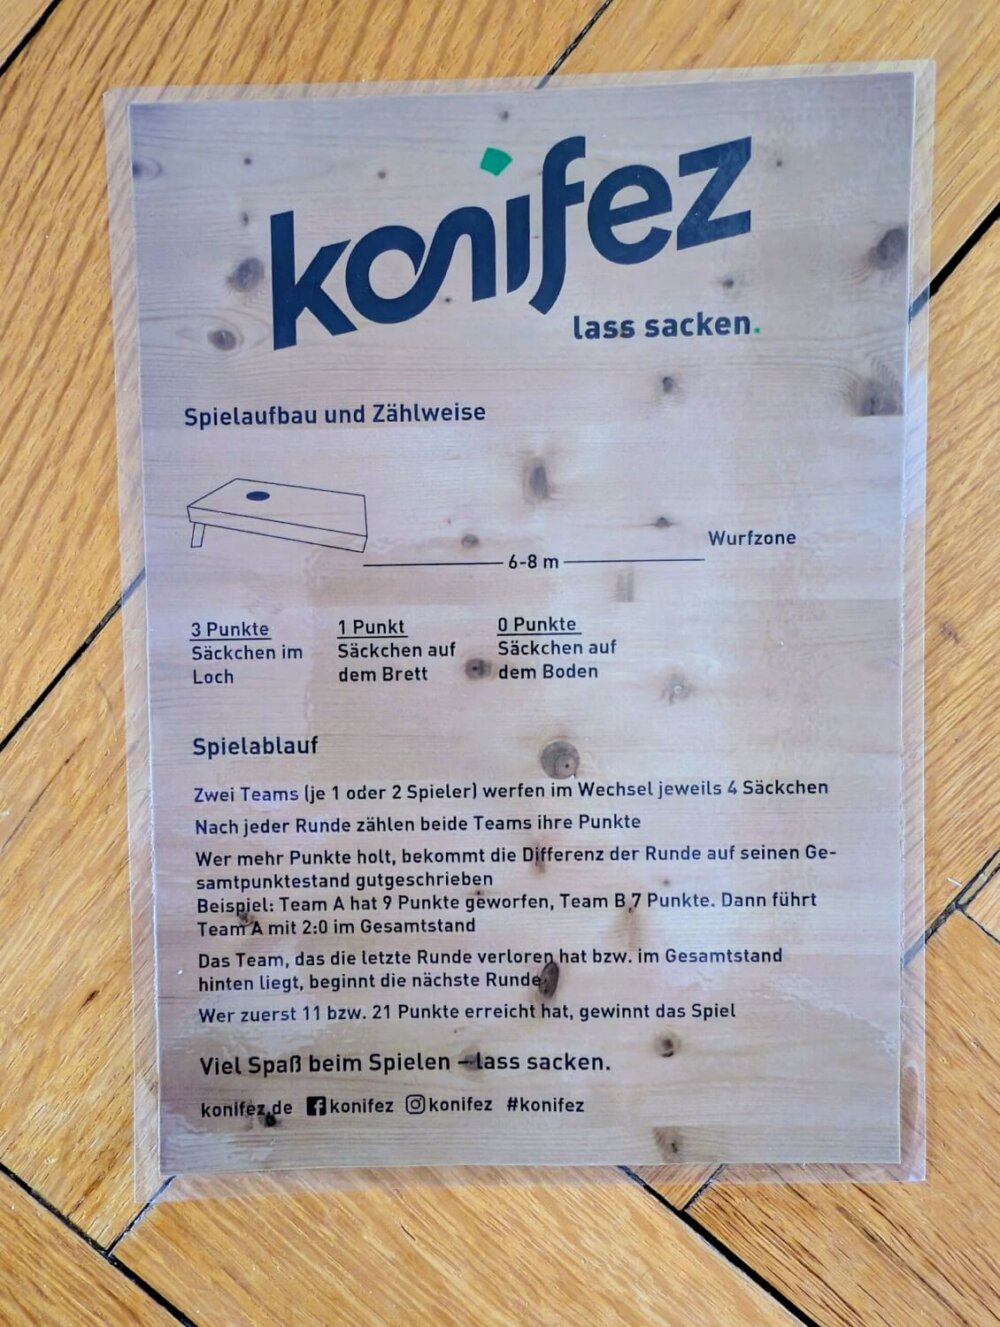 konifez
lass sacken.
Spielaufbau und Zählweise
Wurfzone
6-8 m
3 Punkte
Säckchen im
Loch
1 Punkt
Säckchen auf
dem Brett
0 Punkte
Säckchen auf
dem Boden
Spielablauf
Zwei Teams (je 1 oder 2 Spieler) werfen im Wechsel jeweils 4 Säckchen
Nach jeder Runde zählen beide Teams ihre Punkte
Wer mehr Punkte holt, bekommt die Differenz der Runde auf seinen Ge-
samtpunktestand gutgeschrieben
Beispiel: Team A hat 9 Punkte geworfen, Team B 7 Punkte. Dann führt
Team A mit 2:0 im Gesamtstand
Das Team, das die letzte Runde verloren hat bzw. im Gesamtstand
hinten liegt, beginnt die nächste Runde
Wer zuerst 11 bzw. 21 Punkte erreicht hat, gewinnt das Spiel
Viel Spaß beim Spielen – lass sacken.
konifez.de konifez konifez #konifez